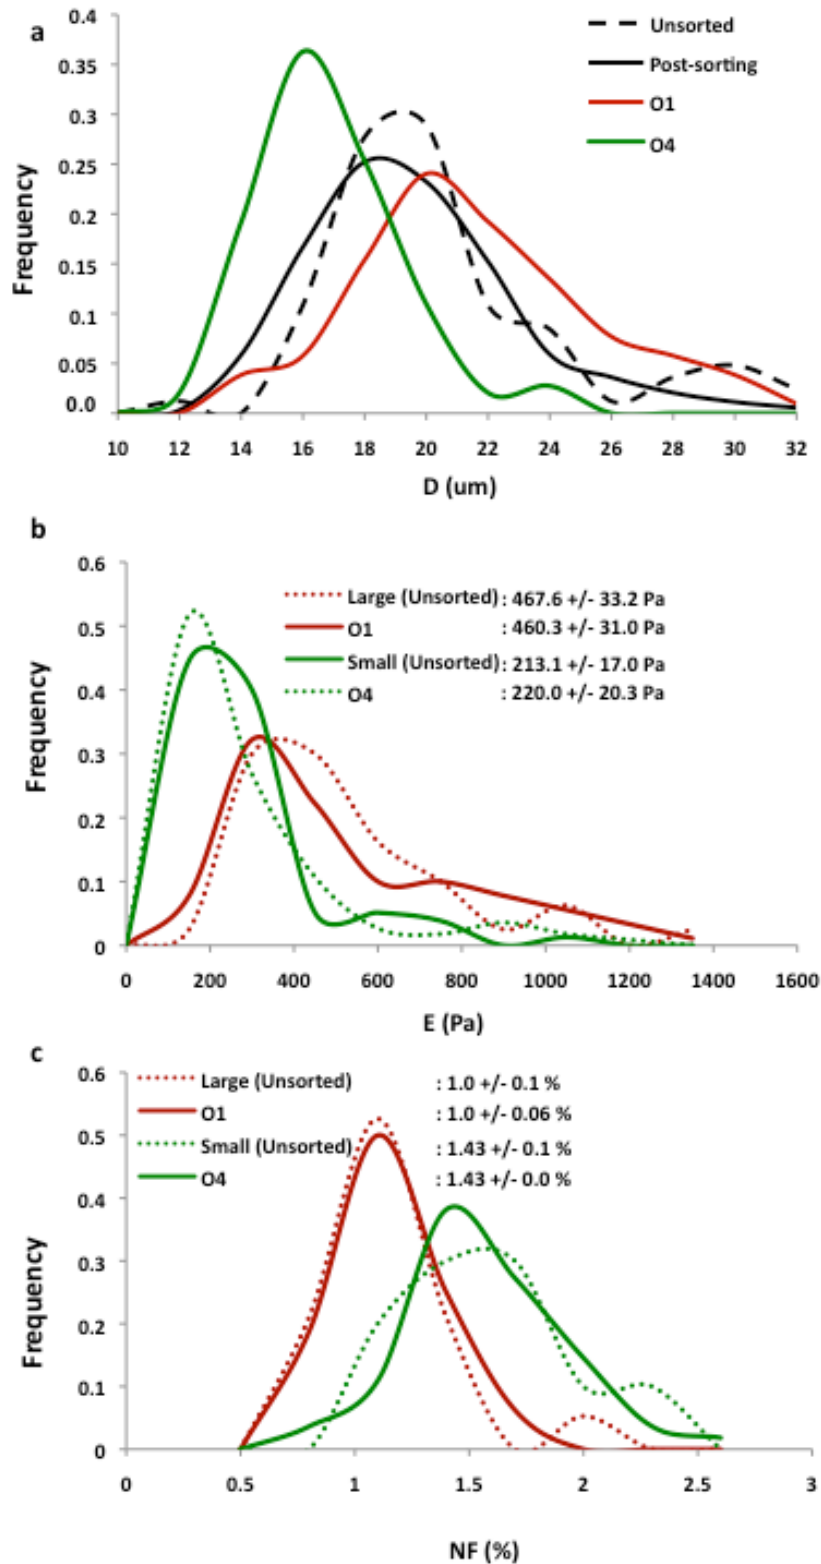 a
0.4
Unsorted
0.35
Post-sorting
0.3
O1
0.25
O4
0.2
0.15
0.1
0.05
0.0
Frequency
10 12 14 16 18 20 22 24 26 28 30 32
D (um)
b
0.6
Large (Unsorted) : 467.6 +/- 33.2 Pa
0.5
O1 : 460.3 +/- 31.0 Pa
Small (Unsorted) : 213.1 +/- 17.0 Pa
0.4
O4 : 220.0 +/- 20.3 Pa
0.3
0.2
0.1
0
Frequency
0 200 400 600 800 1000 1200 1400 1600
E (Pa)
c
0.6
Large (Unsorted) : 1.0 +/- 0.1 %
O1 : 1.0 +/- 0.06 %
0.5
Small (Unsorted) : 1.43 +/- 0.1 %
O4 : 1.43 +/- 0.0 %
0.4
0.3
0.2
0.1
0
Frequency
0 0.5 1 1.5 2 2.5 3
NF (%)